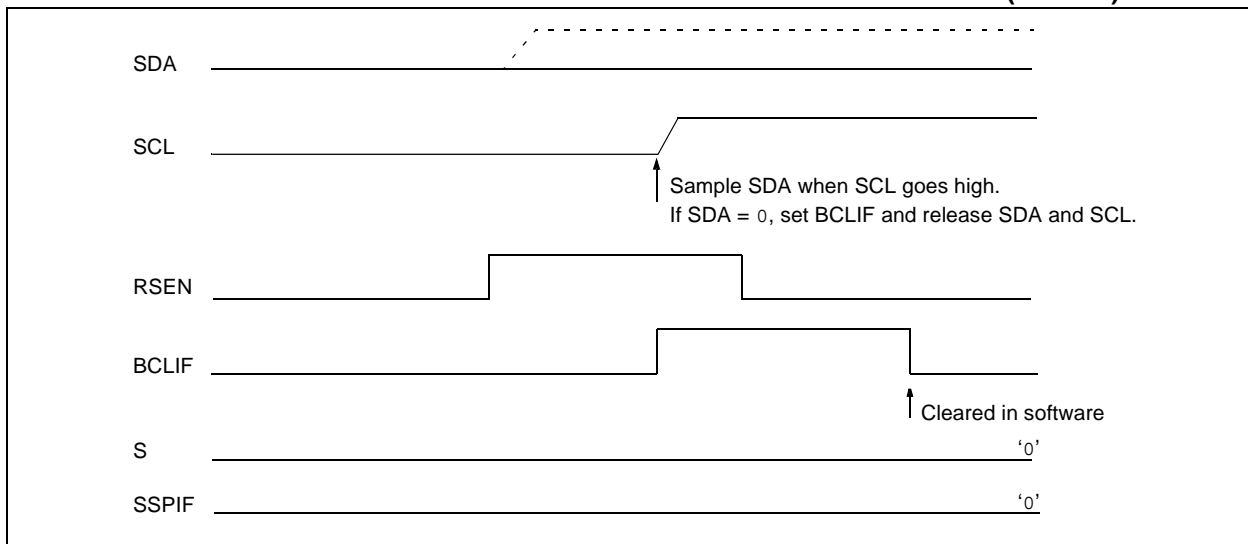 SDA
SCL
Sample SDA when SCL goes high.
If SDA = 0, set BCLIF and release SDA and SCL.
RSEN
BCLIF
Cleared in software
S
‘0’
SSPIF
‘0’